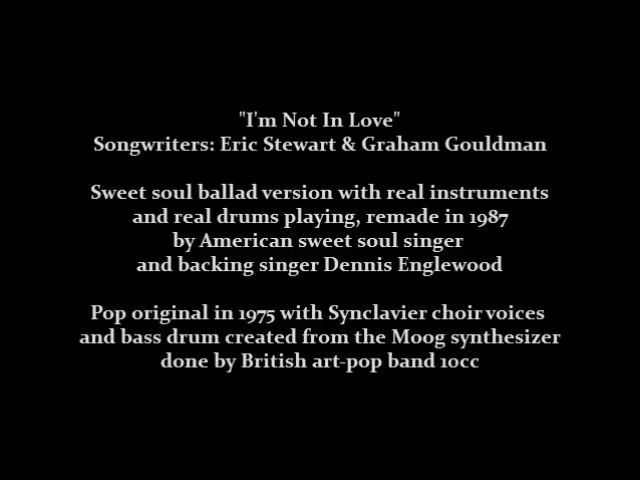 "I'm Not In Love"
Songwriters: Eric Stewart & Graham Gouldman
Sweet soul ballad version with real instruments
and real drums playing, remade in 1987
by American sweet soul singer
and backing singer Dennis Englewood
Pop original in 1975 with Synclavier choir voices
and bass drum created from the Moog synthesizer
done by British art-pop band 10cc